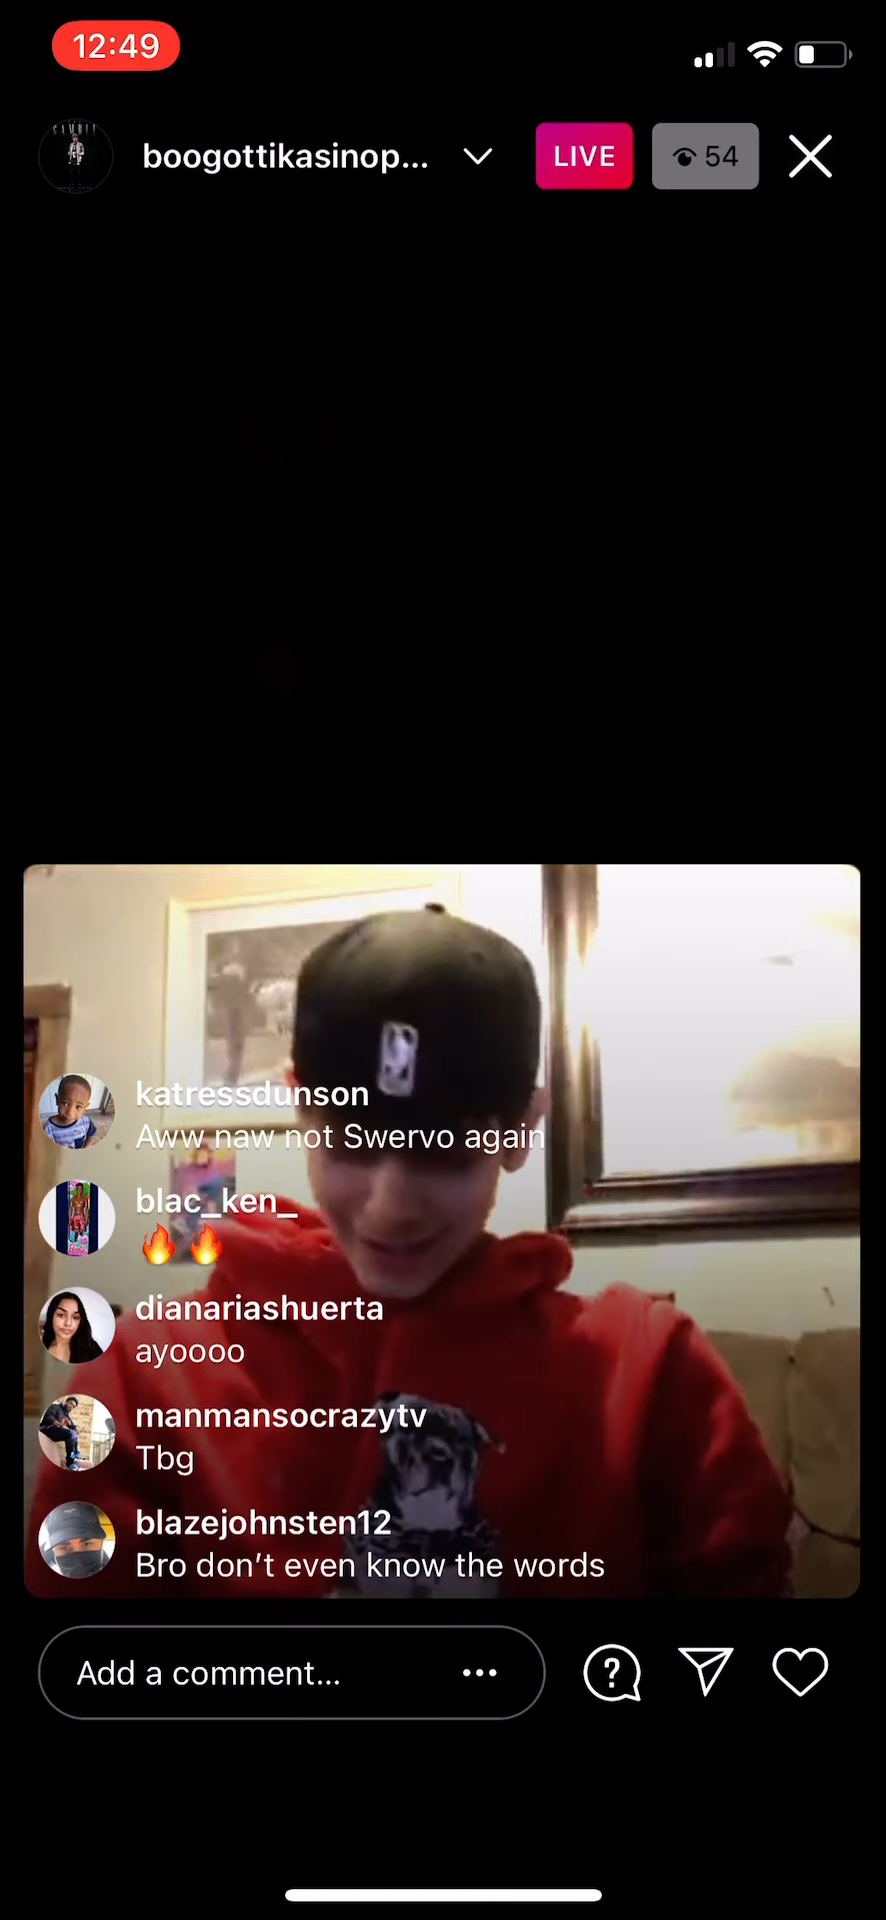 12:49
boogottikasinop...
LIVE
54
katressdunson
Aww naw not Swervo again
blac_ken_
🔥🔥
dianariashuerta
ayoooo
manmansocrazytv
Tbg
blazejohnsten12
Bro don’t even know the words
Add a comment...